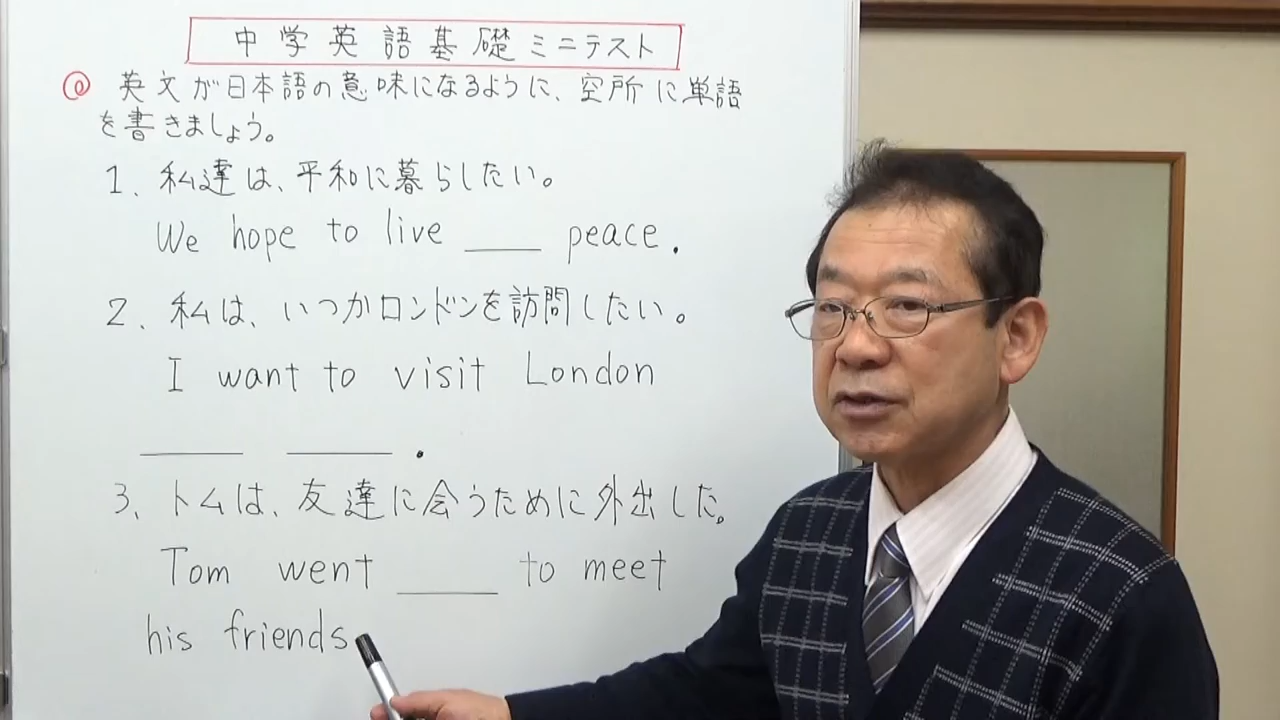 中学英語基礎ミニテスト
◎ 英文が日本語の意味になるように、空所に単語
を書きましょう。
1、私達は、平和に暮らしたい。
We hope to live ____ peace.
2、私は、いつかロンドンを訪問したい。
I want to visit London
____ ____.
3、トムは、友達に会うために外出した。
Tom went ____ to meet
his friends